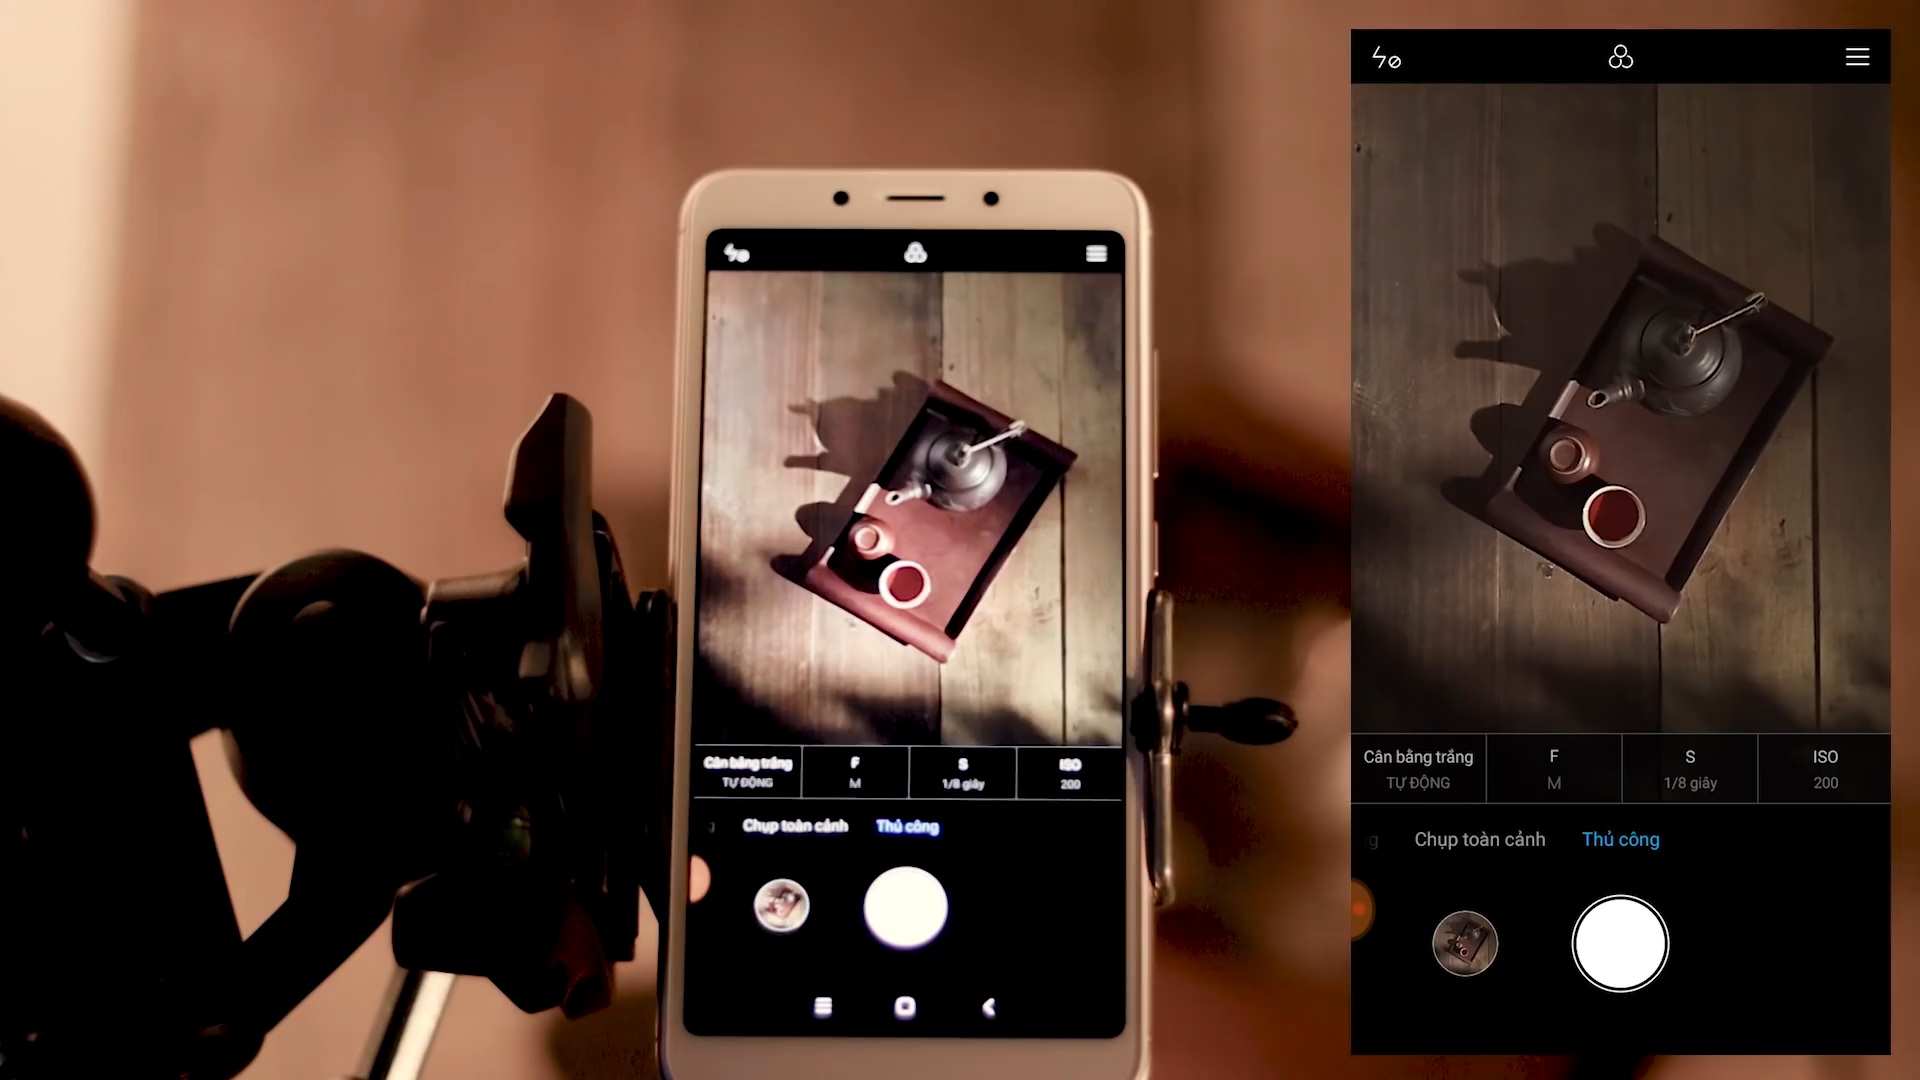 Cân bằng trắng
TỰ ĐỘNG
F
M
S
1/8 giây
ISO
200
Chụp toàn cảnh
Thủ công
Cân bằng trắng
TỰ ĐỘNG
F
M
S
1/8 giây
ISO
200
g
Chụp toàn cảnh
Thủ công